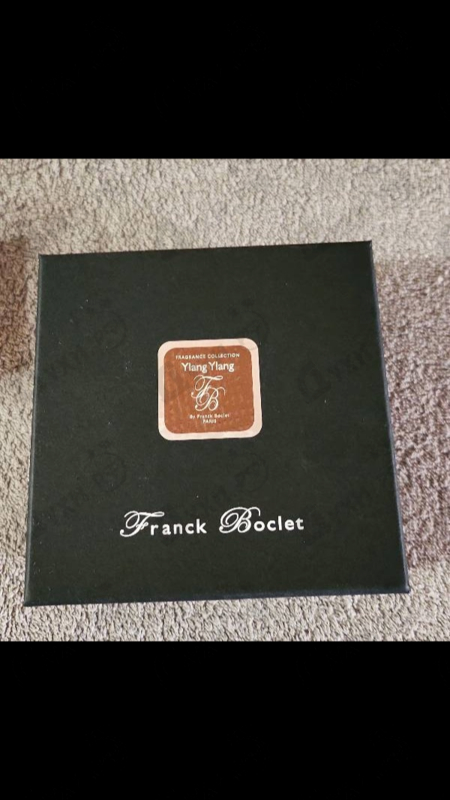 FRAGRANCE COLLECTION
Ylang Ylang
FB
By Franck Boclet
PARIS
Franck Boclet